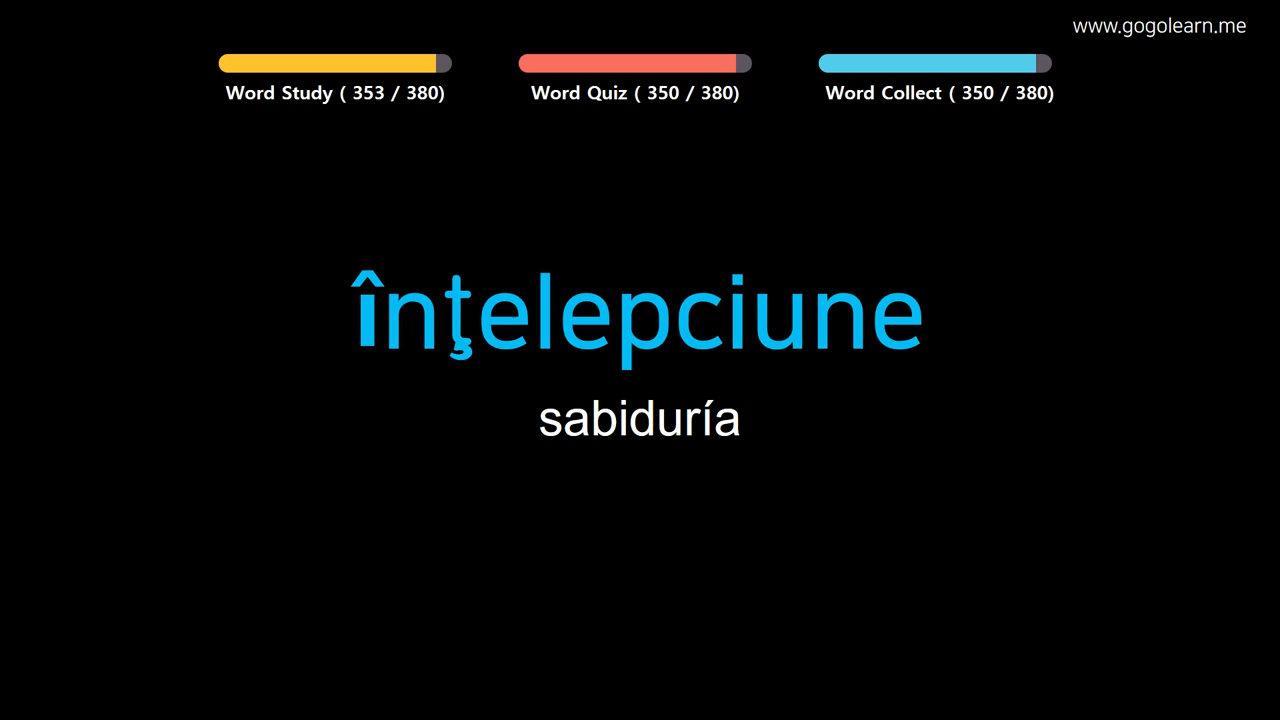 www.gogolearn.me
Word Study ( 353 / 380)
Word Quiz ( 350 / 380)
Word Collect ( 350 / 380)
înţelepciune
sabiduría